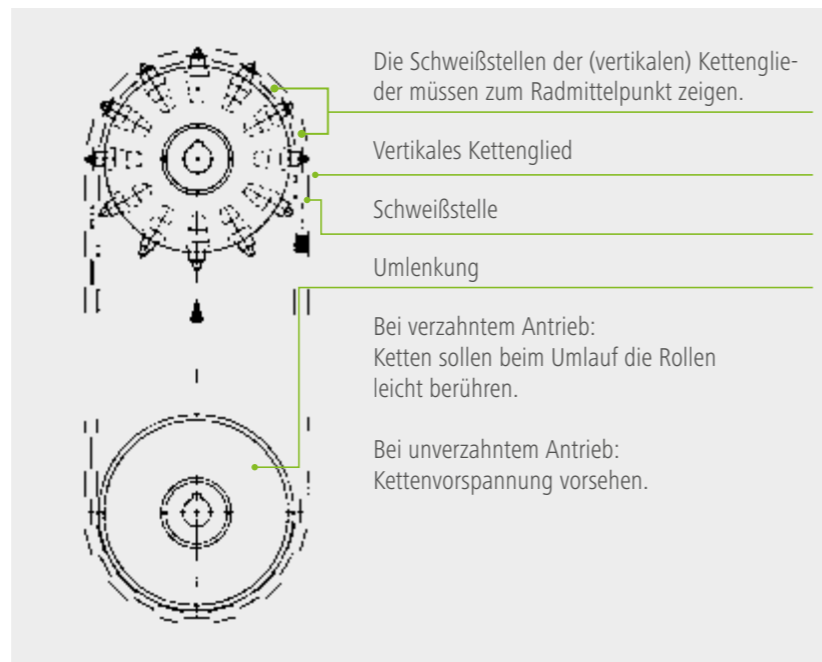 Die Schweißstellen der (vertikalen) Kettenglie-
der müssen zum Radmittelpunkt zeigen.
Vertikales Kettenglied
Schweißstelle
Umlenkung
Bei verzahntem Antrieb:
Ketten sollen beim Umlauf die Rollen
leicht berühren.
Bei unverzahntem Antrieb:
Kettenvorspannung vorsehen.